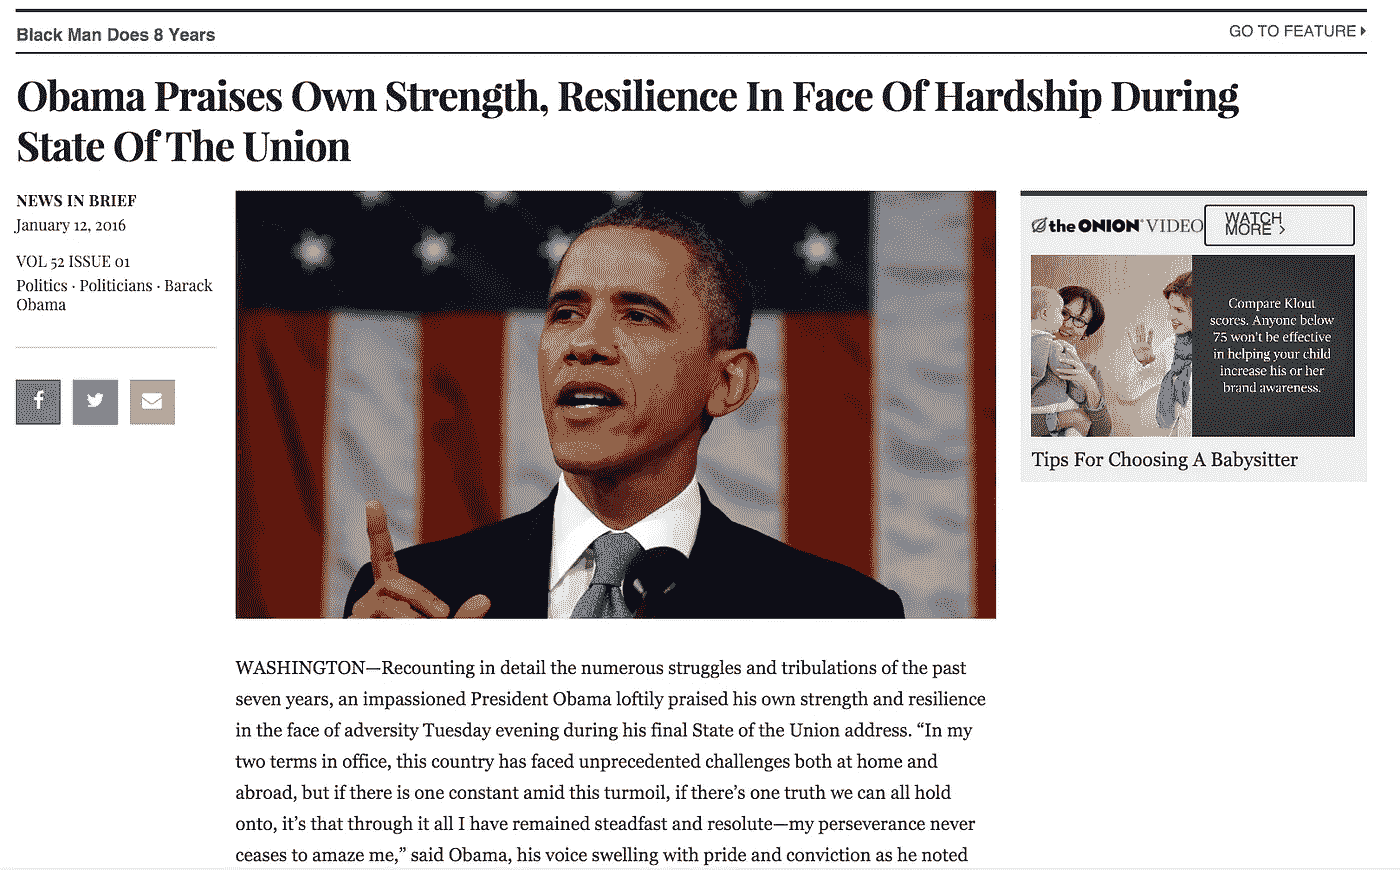 Black Man Does 8 Years
GO TO FEATURE
Obama Praises Own Strength, Resilience In Face Of Hardship During
State Of The Union
NEWS IN BRIEF
January 12, 2016
VOL 52 ISSUE 01
Politics · Politicians · Barack
Obama
WASHINGTON—Recounting in detail the numerous struggles and tribulations of the past
seven years, an impassioned President Obama loftily praised his own strength and resilience
in the face of adversity Tuesday evening during his final State of the Union address. “In my
two terms in office, this country has faced unprecedented challenges both at home and
abroad, but if there is one constant amid this turmoil, if there’s one truth we can all hold
onto, it’s that through it all I have remained steadfast and resolute—my perseverance never
ceases to amaze me,” said Obama, his voice swelling with pride and conviction as he noted
the ONION VIDEO
WATCH
MORE >
Compare Klout
scores. Anyone below
75 won't be effective
in helping your child
increase his or her
brand awareness.
Tips For Choosing A Babysitter